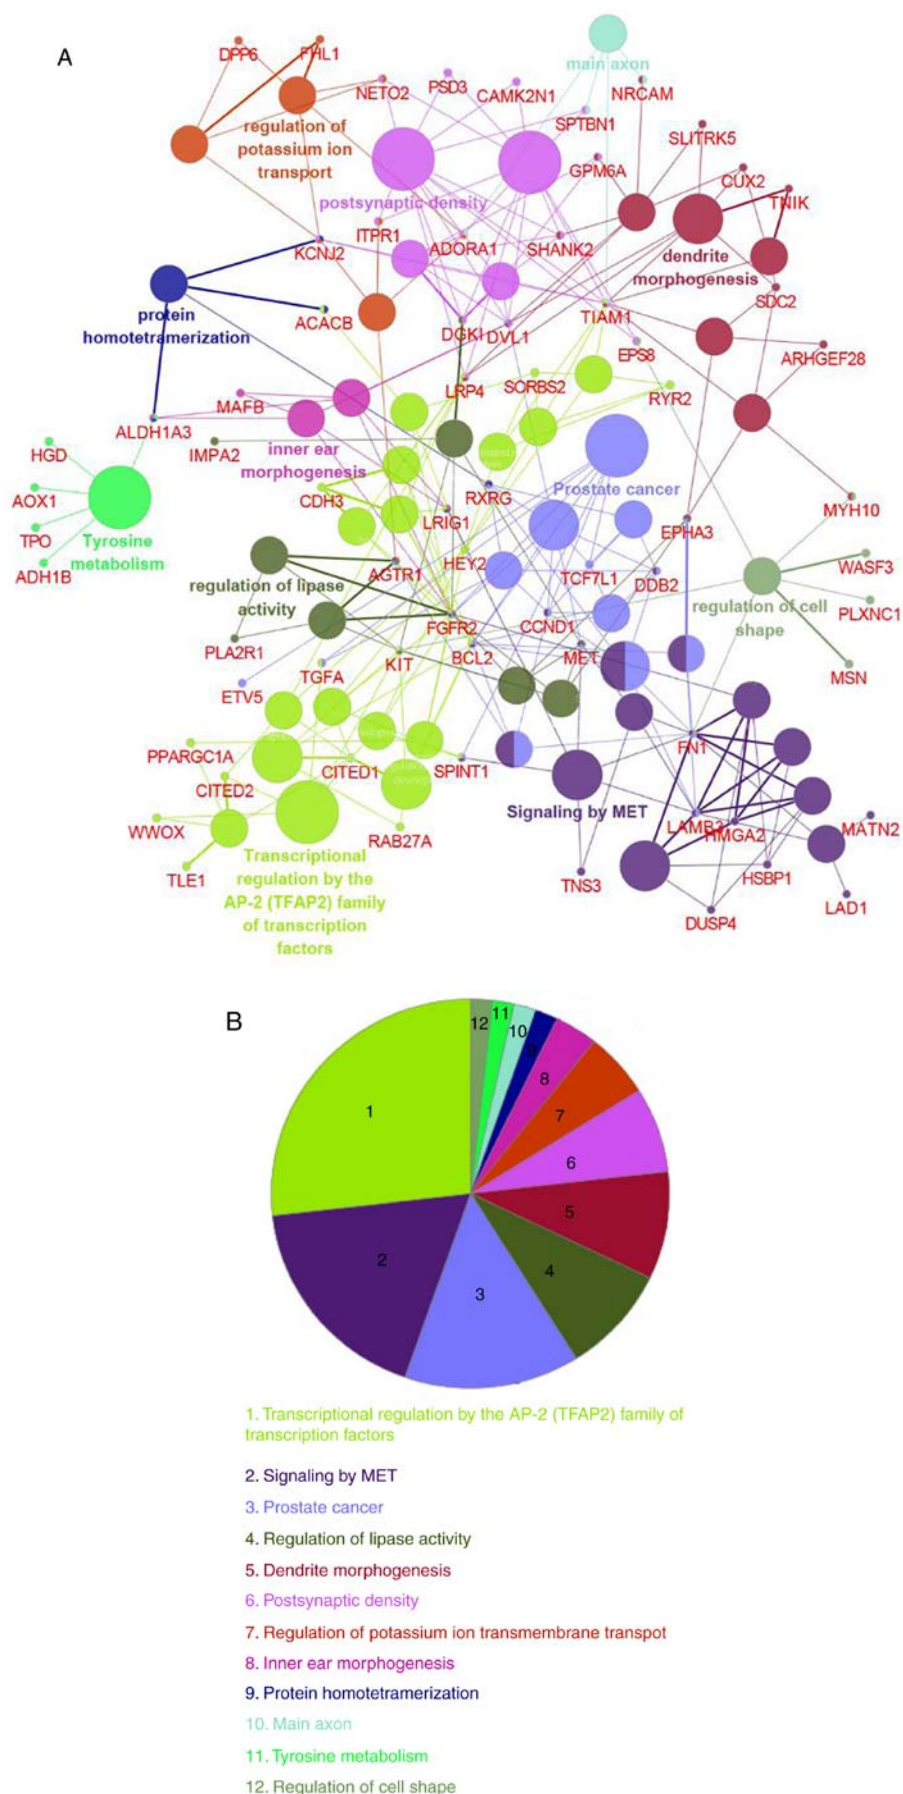 A
DPP6
FHL1
main axon
NETO2
PSD3
CAMK2N1
NRCAM
regulation of
potassium ion
transport
SPTBN1
SLITRK5
GPM6A
CUX2
TNIK
postsynaptic density
ITPR1
ADORA1
SHANK2
KCNJ2
dendrite
morphogenesis
SDC2
protein
homotetramerization
ACACB
DGKI
DVL1
TIAM1
EPS8
ARHGEF28
LRP4
SORBS2
RYR2
MAFB
ALDH1A3
IMPA2
inner ear
morphogenesis
HGD
AOX1
TPO
ADH1B
Tyrosine
metabolism
CDH3
LRIG1
RXRG
Prostate cancer
EPHA3
MYH10
HEY2
AGTR1
TCF7L1
DDB2
WASF3
regulation of lipase
activity
regulation of cell
shape
PLXNC1
FGFR2
CCND1
PLA2R1
KIT
BCL2
MET
MSN
TGFA
ETV5
PPARGC1A
CITED1
SPINT1
FN1
CITED2
WWOX
RAB27A
Signaling by MET
LAMB3
HMGA2
MATN2
TLE1
Transcriptional
regulation by the
AP-2 (TFAP2) family
of transcription
factors
TNS3
HSBP1
LAD1
DUSP4
B
12
11
10
9
8
7
6
5
4
3
2
1
1. Transcriptional regulation by the AP-2 (TFAP2) family of
transcription factors
2. Signaling by MET
3. Prostate cancer
4. Regulation of lipase activity
5. Dendrite morphogenesis
6. Postsynaptic density
7. Regulation of potassium ion transmembrane transpot
8. Inner ear morphogenesis
9. Protein homotetramerization
10. Main axon
11. Tyrosine metabolism
12. Regulation of cell shape